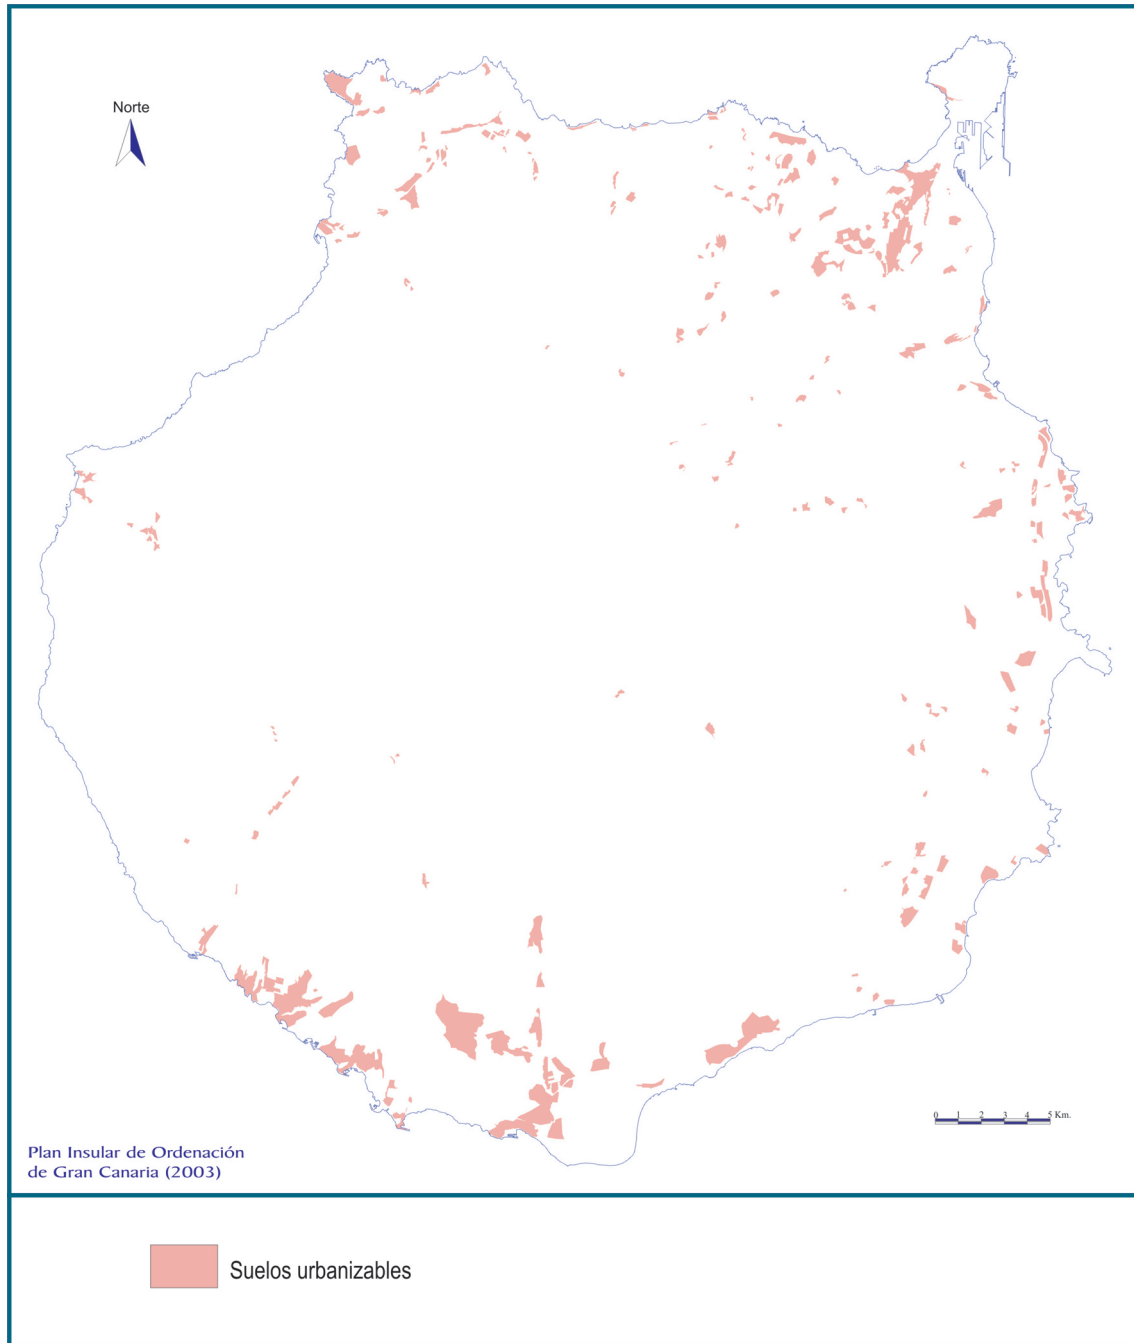 Norte
0 1 2 3 4 5 Km.
Plan Insular de Ordenación
de Gran Canaria (2003)
Suelos urbanizables